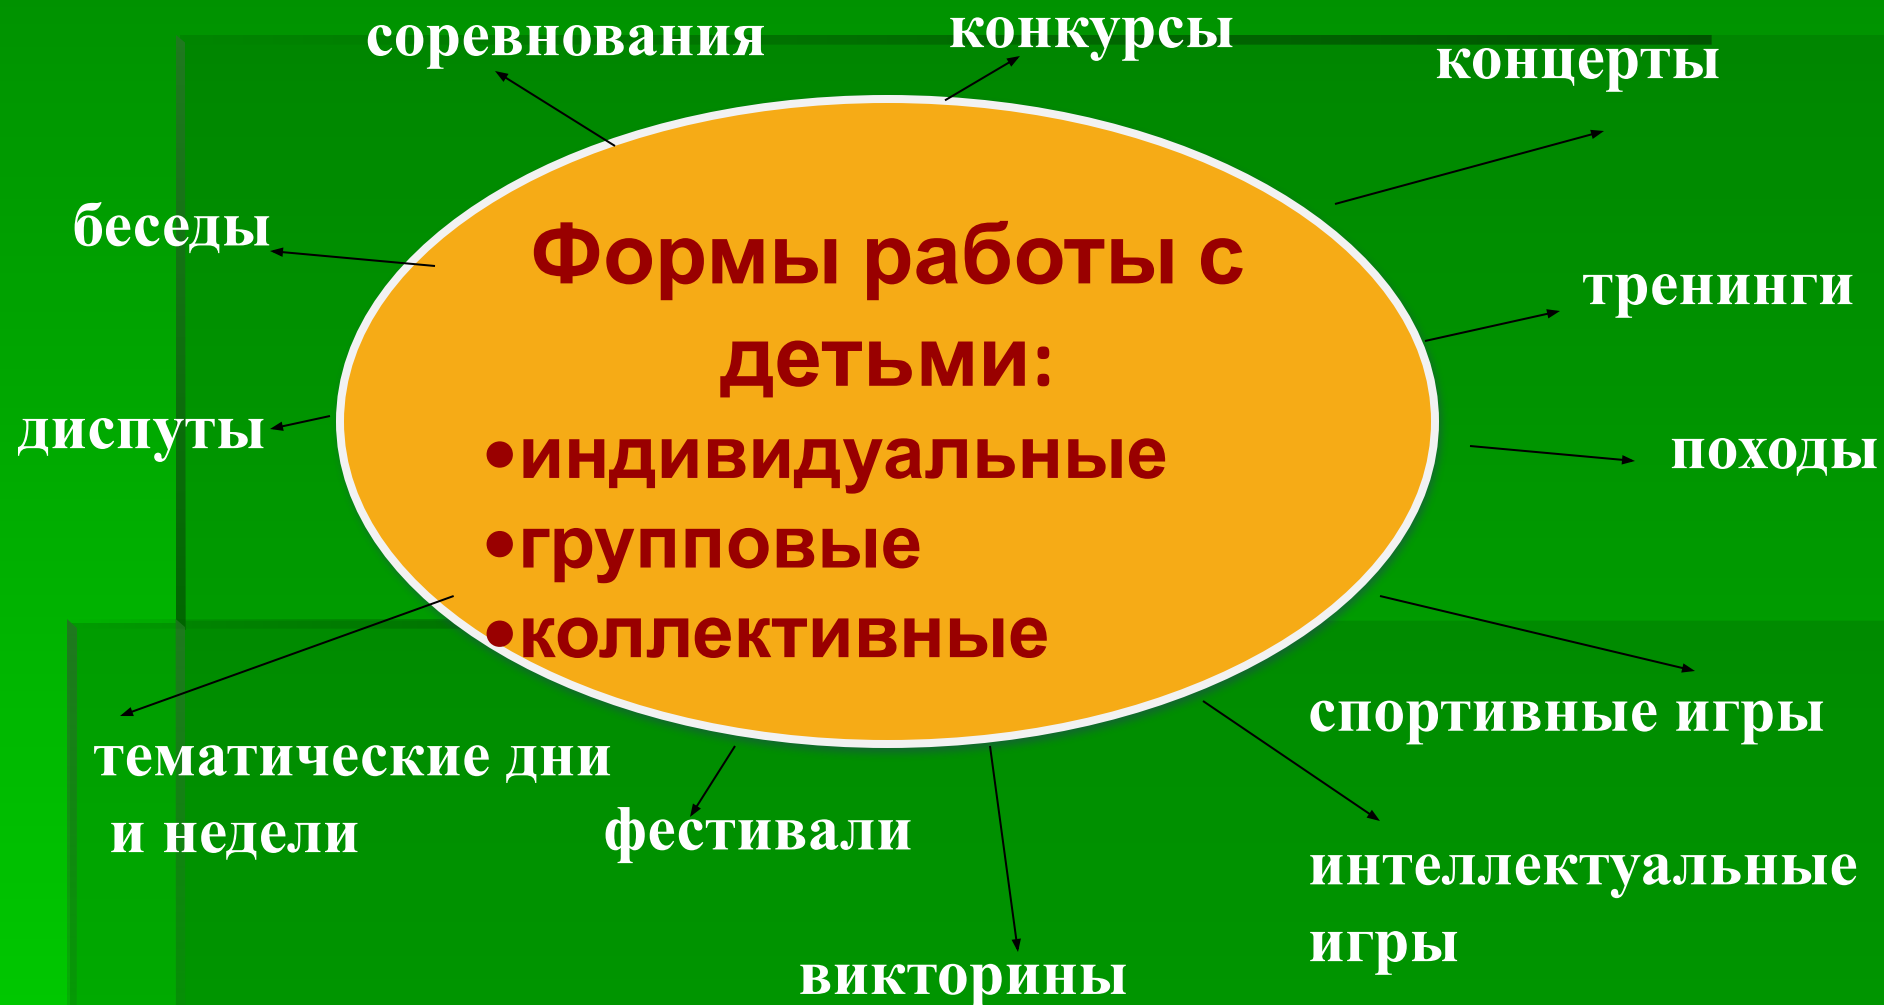 соревнования
конкурсы
концерты
беседы
Формы работы с
детьми:
тренинги
диспуты
•индивидуальные
походы
•групповые
•коллективные
спортивные игры
тематические дни
и недели
фестивали
интеллектуальные
игры
викторины